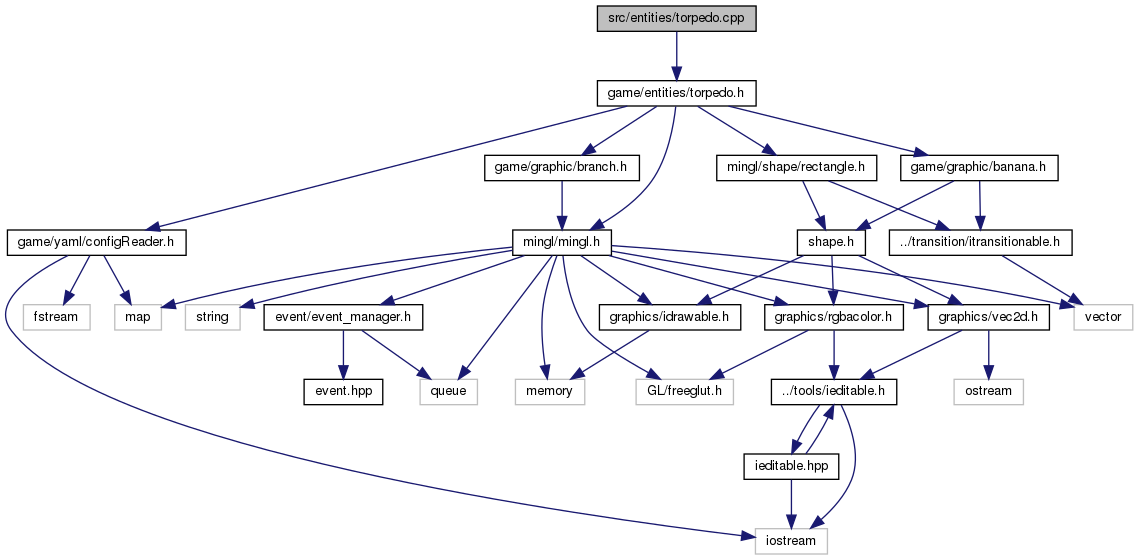 src/entities/torpedo.cpp
game/entities/torpedo.h
game/graphic/branch.h
mingl/shape/rectangle.h
game/graphic/banana.h
game/yaml/configReader.h
mingl/mingl.h
shape.h
../transition/itransitionable.h
fstream
map
string
event/event_manager.h
graphics/idrawable.h
graphics/rgbacolor.h
graphics/vec2d.h
vector
event.hpp
queue
memory
GL/freeglut.h
../tools/ieditable.h
ostream
ieditable.hpp
iostream